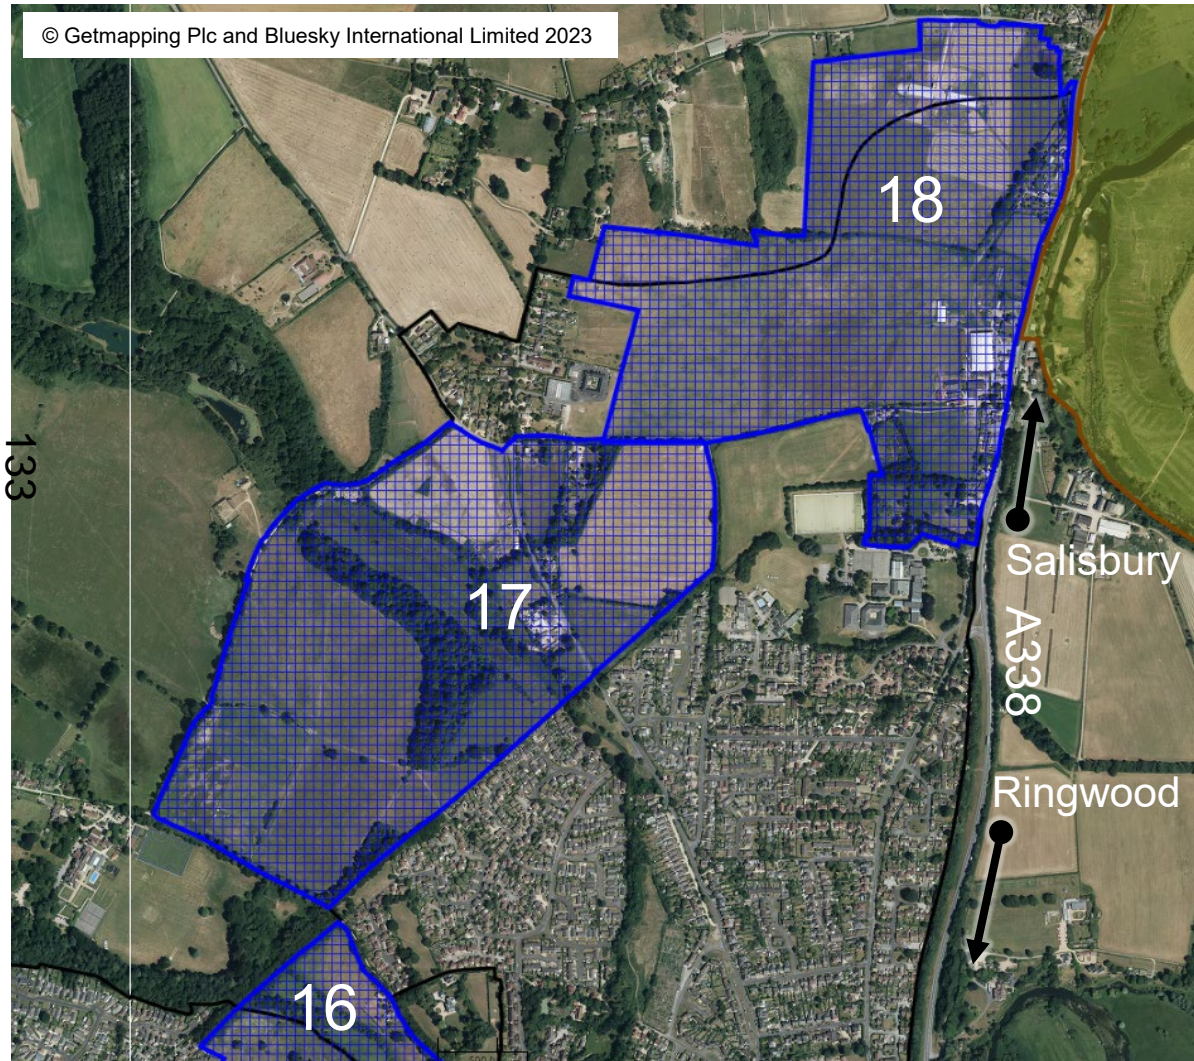 © Getmapping Plc and Bluesky International Limited 2023
18
133
17
Salisbury
A338
Ringwood
16